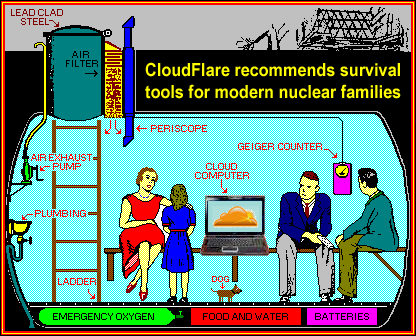 LEAD CLAD
STEEL
AIR
FILTER
CloudFlare recommends survival
tools for modern nuclear families
PERISCOPE
GEIGER COUNTER
AIR EXHAUST
PUMP
CLOUD
COMPUTER
PLUMBING
LADDER
DOG
EMERGENCY OXYGEN
FOOD AND WATER
BATTERIES